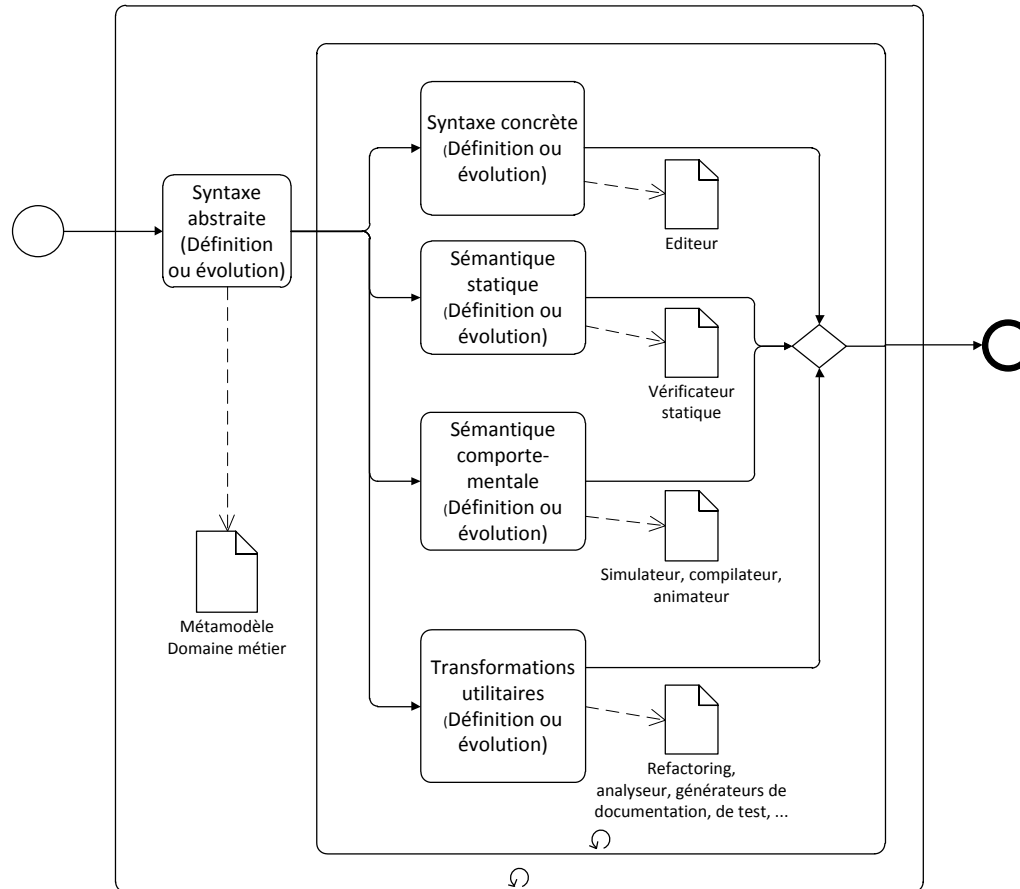 Syntaxe concrète
(Définition ou
évolution)
Editeur
Syntaxe
abstraite
(Définition
ou évolution)
Sémantique
statique
(Définition ou
évolution)
Vérificateur
statique
Sémantique
comporte-
mentale
(Définition ou
évolution)
Simulateur, compilateur,
animateur
Métamodèle
Domaine métier
Transformations
utilitaires
(Définition ou
évolution)
Refactoring,
analyseur, générateurs de
documentation, de test, ...